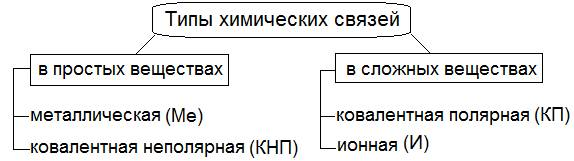 Типы химических связей
в простых веществах
металлическая (Ме)
ковалентная неполярная (КНП)
в сложных веществах
ковалентная полярная (КП)
ионная (И)